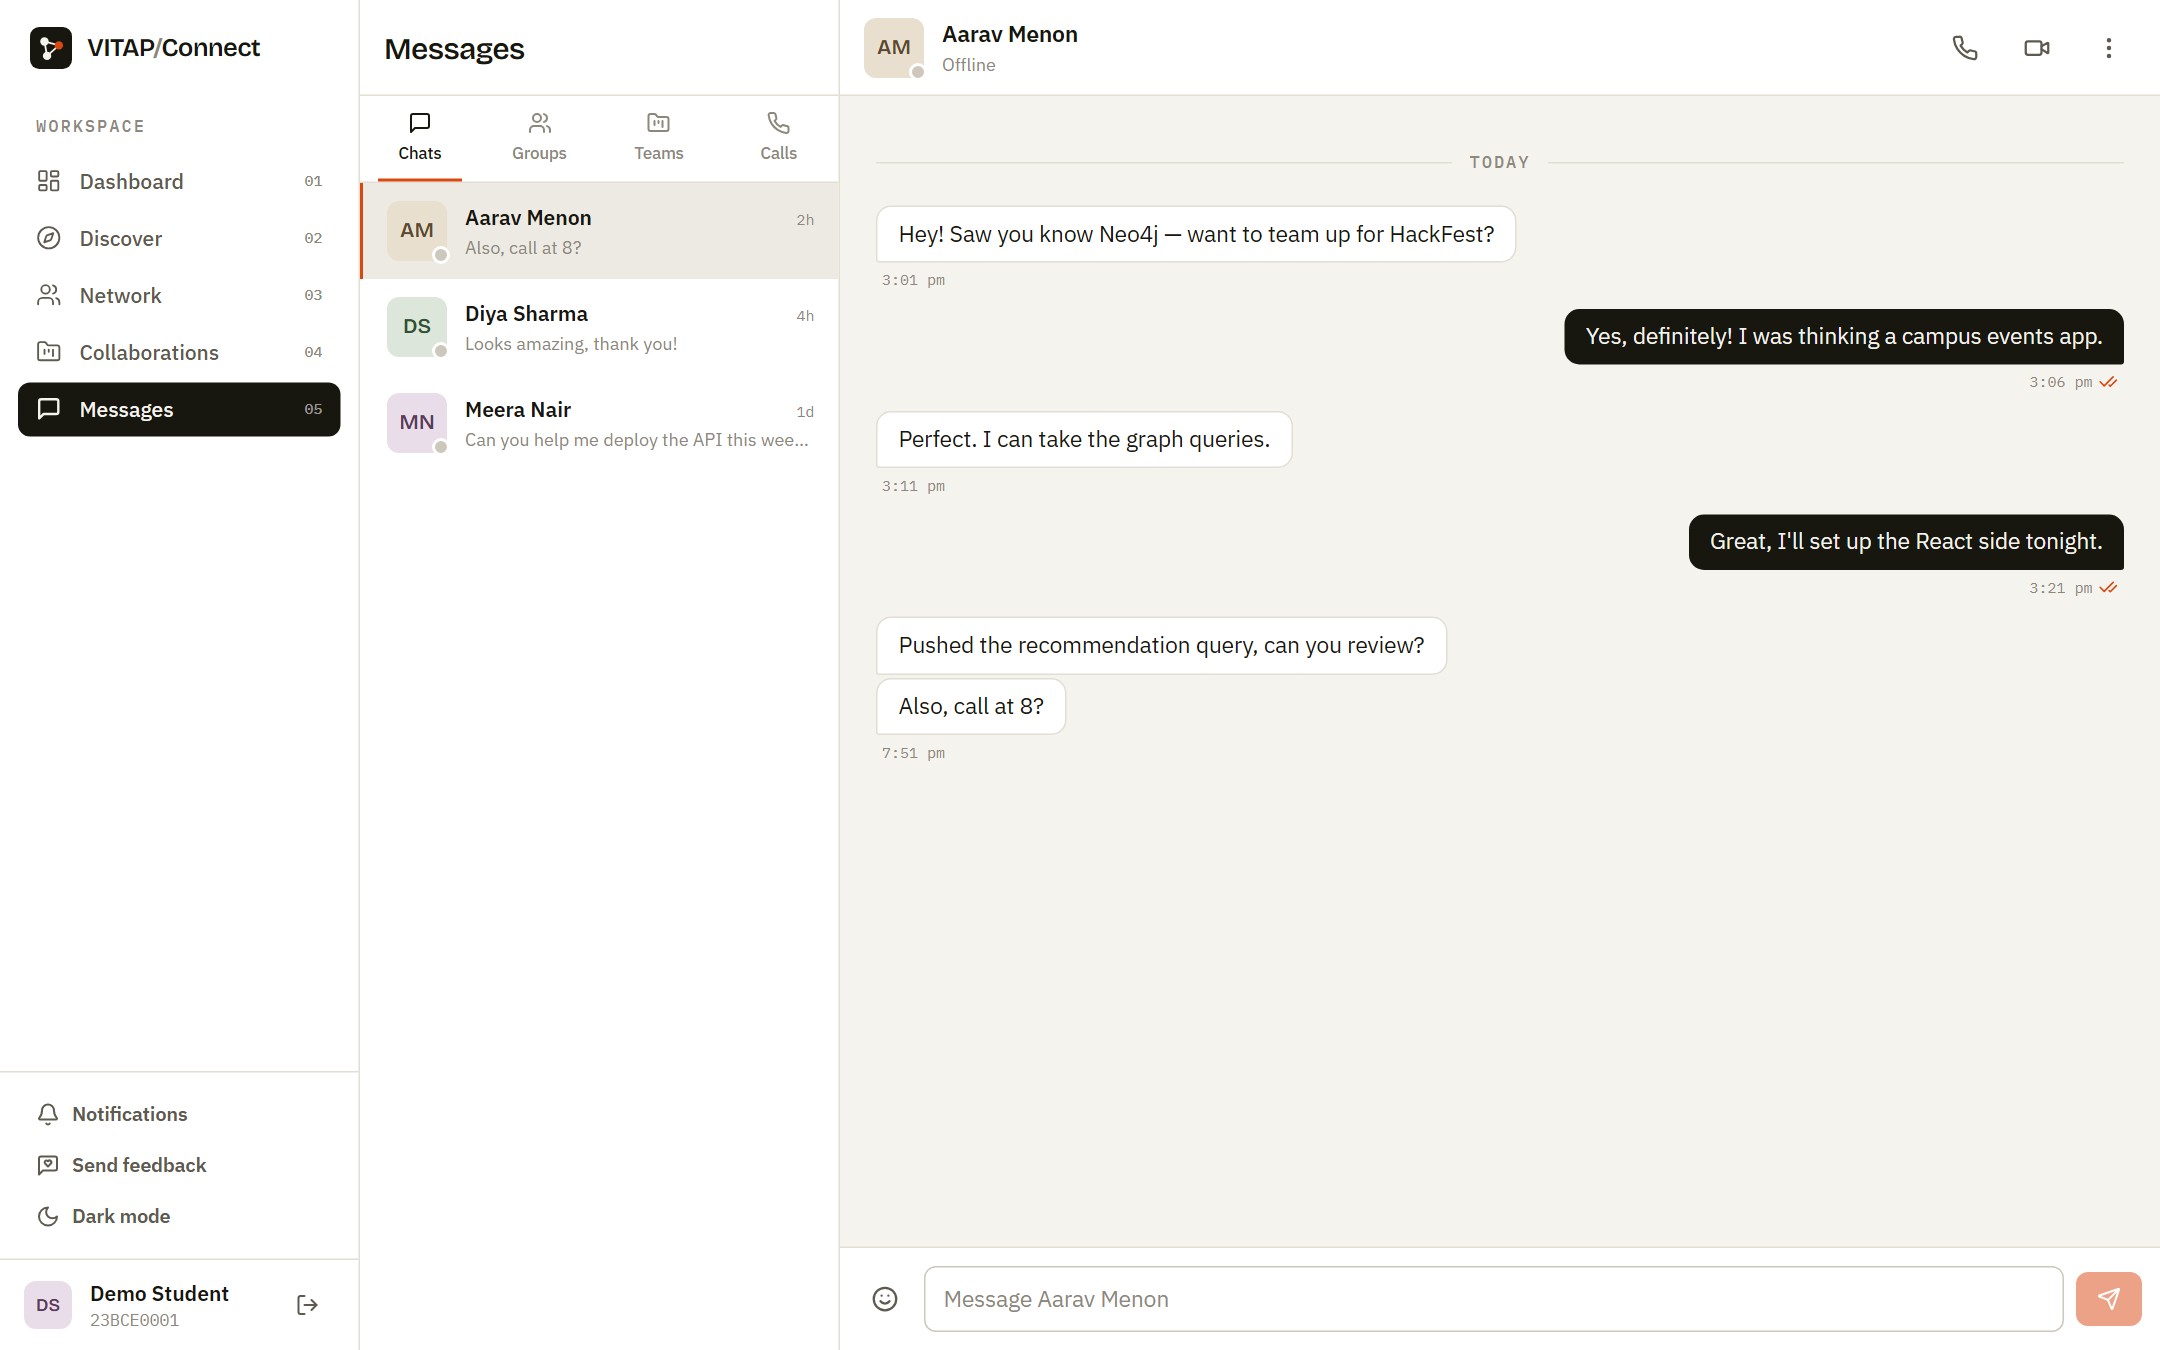 VITAP/Connect
WORKSPACE
Dashboard 01
Discover 02
Network 03
Collaborations 04
Messages 05
Notifications
Send feedback
Dark mode
DS
Demo Student
23BCE0001
Messages
Chats
Groups
Teams
Calls
AM
Aarav Menon 2h
Also, call at 8?
DS
Diya Sharma 4h
Looks amazing, thank you!
MN
Meera Nair 1d
Can you help me deploy the API this wee...
AM
Aarav Menon
Offline
TODAY
Hey! Saw you know Neo4j — want to team up for HackFest?
3:01 pm
Yes, definitely! I was thinking a campus events app.
3:06 pm
Perfect. I can take the graph queries.
3:11 pm
Great, I'll set up the React side tonight.
3:21 pm
Pushed the recommendation query, can you review?
Also, call at 8?
7:51 pm
Message Aarav Menon